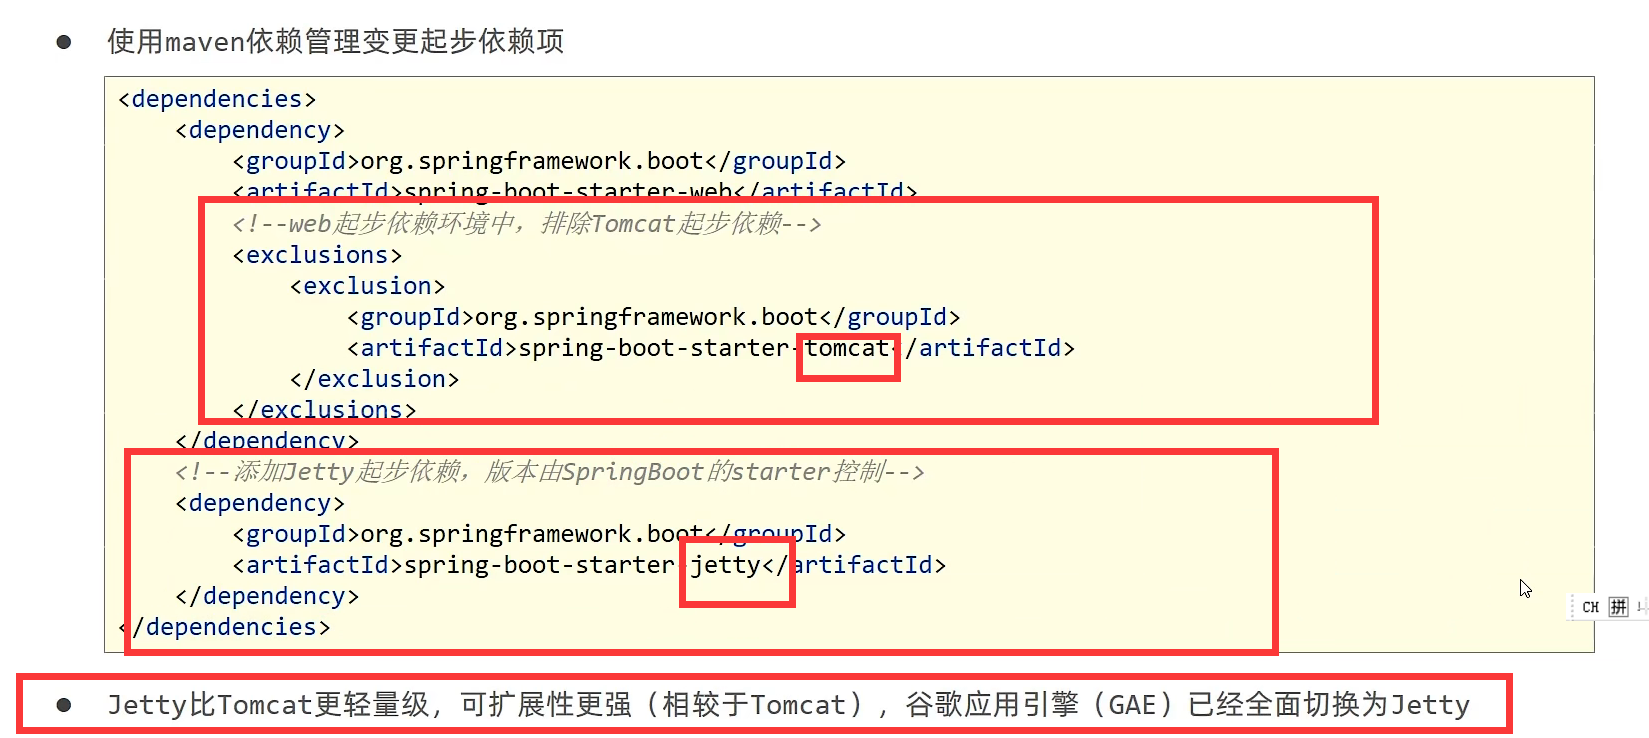 ● 使用maven依赖管理变更起步依赖项
<dependencies>
    <dependency>
        <groupId>org.springframework.boot</groupId>
        <artifactId>spring-boot-starter-web</artifactId>
        <!--web起步依赖环境中，排除Tomcat起步依赖-->
        <exclusions>
            <exclusion>
                <groupId>org.springframework.boot</groupId>
                <artifactId>spring-boot-starter-tomcat</artifactId>
            </exclusion>
        </exclusions>
    </dependency>
    <!--添加Jetty起步依赖，版本由SpringBoot的starter控制-->
    <dependency>
        <groupId>org.springframework.boot</groupId>
        <artifactId>spring-boot-starter-jetty</artifactId>
    </dependency>
</dependencies>
CH 拼
● Jetty比Tomcat更轻量级，可扩展性更强（相较于Tomcat），谷歌应用引擎（GAE）已经全面切换为Jetty